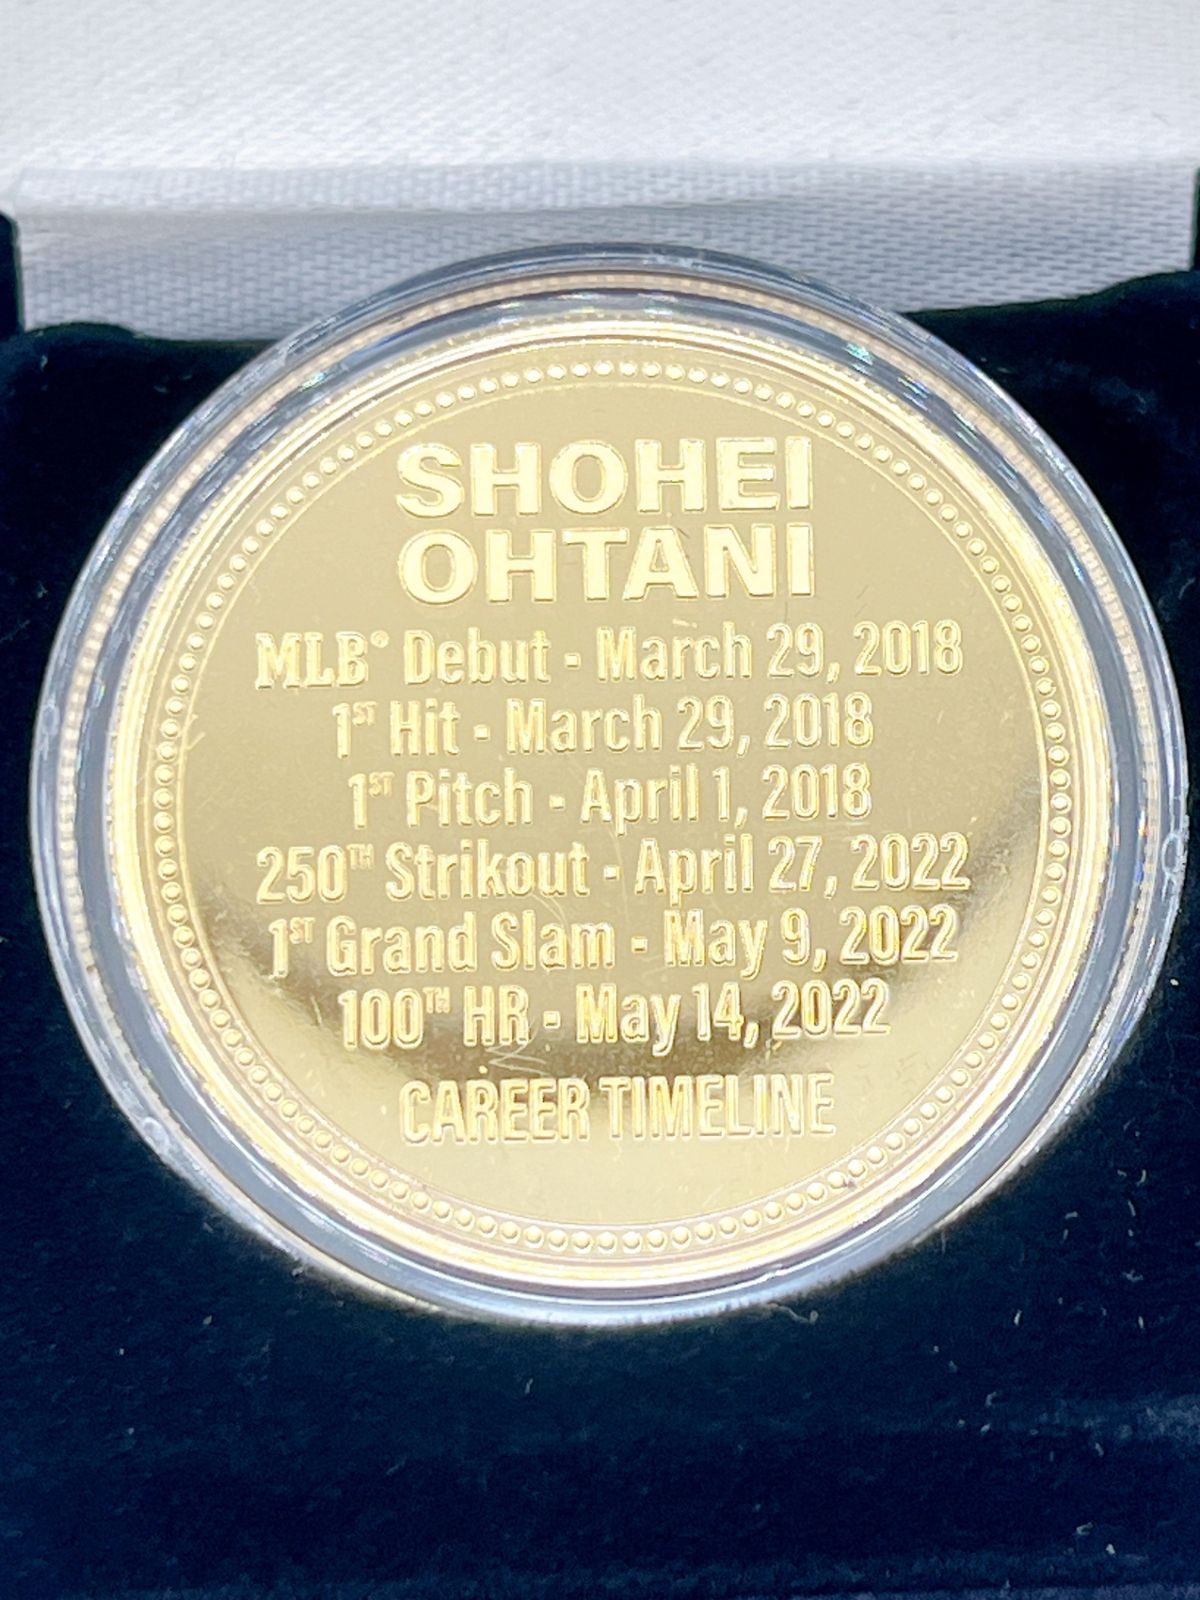 SHOHEI
OHTANI
MLB® Debut - March 29, 2018
1ST Hit - March 29, 2018
1ST Pitch - April 1, 2018
250TH Strikout - April 27, 2022
1ST Grand Slam - May 9, 2022
100TH HR - May 14, 2022
CAREER TIMELINE